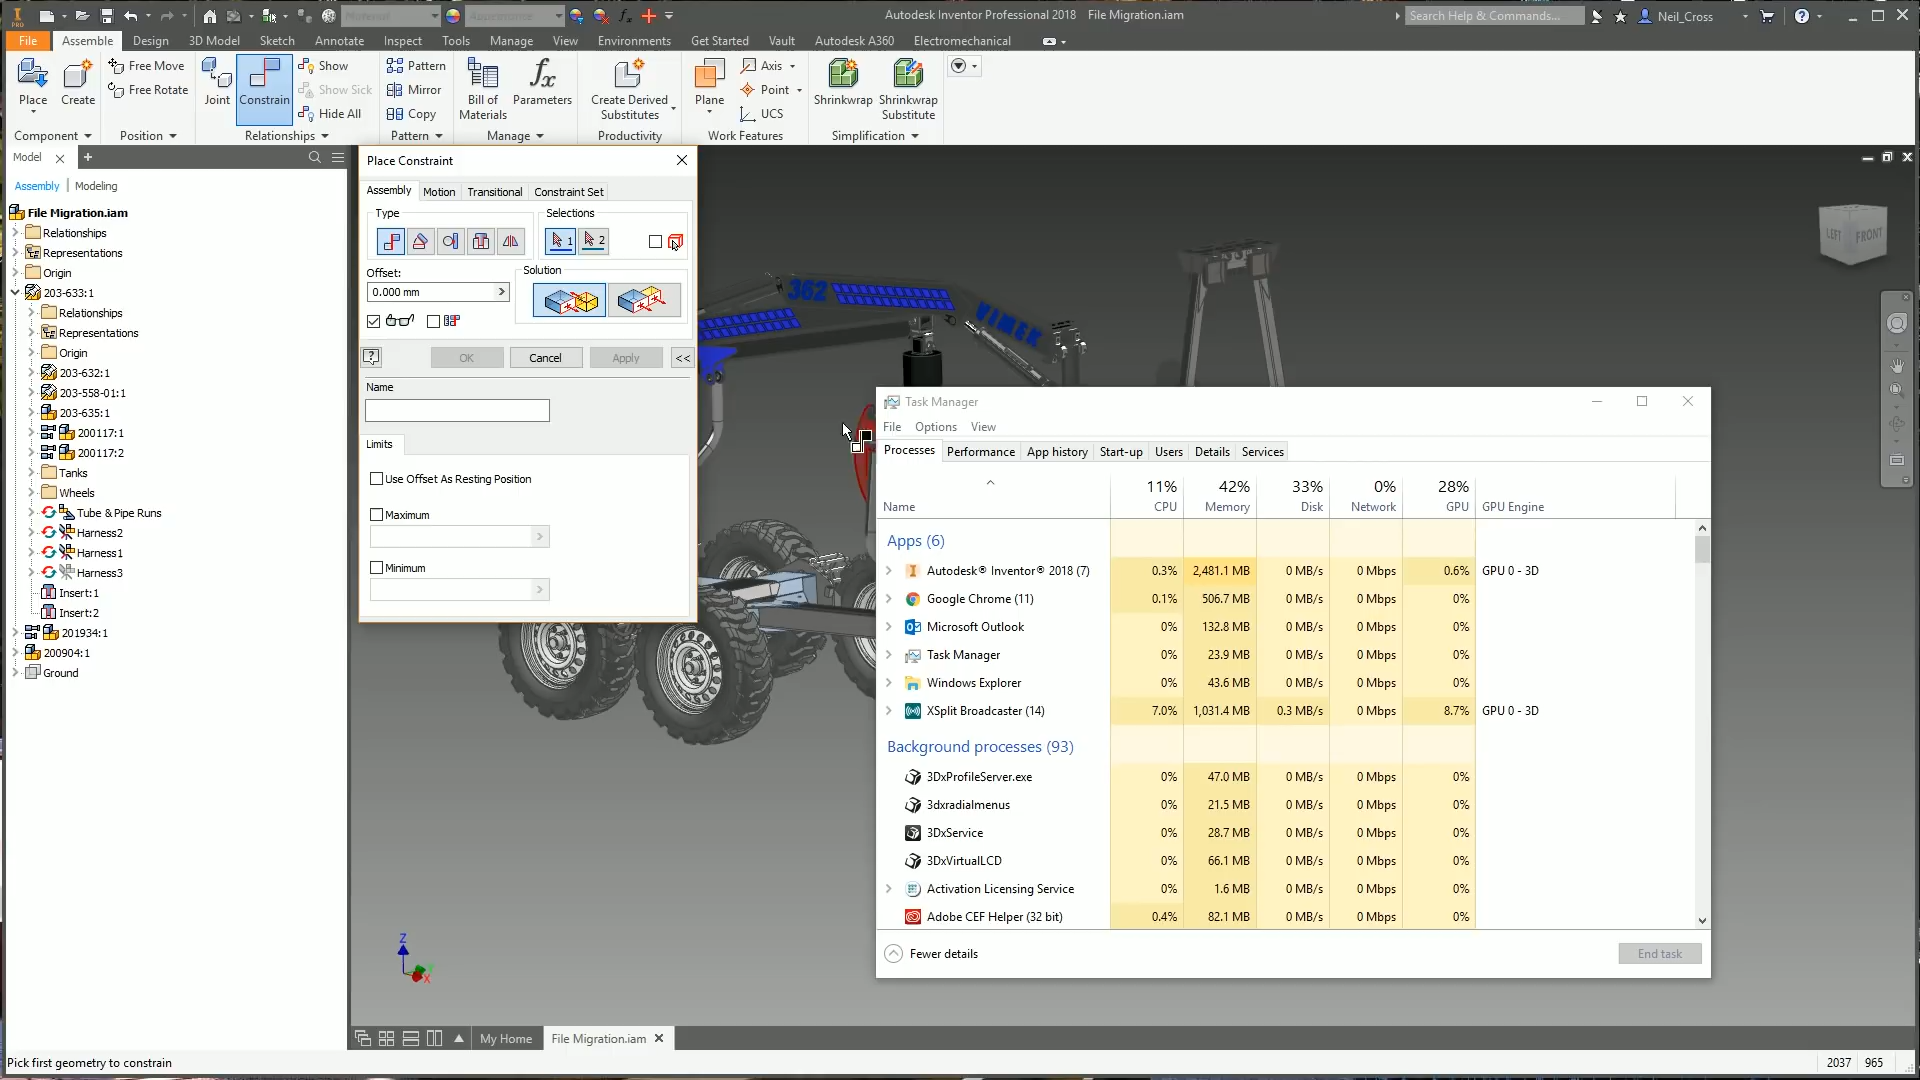 PRO
Material
Appearance
Autodesk Inventor Professional 2018 File Migration.iam
Search Help & Commands...
Neil_Cross
File Assemble Design 3D Model Sketch Annotate Inspect Tools Manage View Environments Get Started Vault Autodesk A360 Electromechanical
Place
Create
Component
Free Move
Free Rotate
Position
Joint
Constrain
Show
Show Sick
Hide All
Relationships
Pattern
Mirror
Copy
Pattern
Bill of
Materials
Parameters
Manage
Create Derived
Substitutes
Productivity
Plane
Axis
Point
UCS
Work Features
Shrinkwrap
Shrinkwrap
Substitute
Simplification
Model
Assembly | Modeling
File Migration.iam
Relationships
Representations
Origin
203-633:1
Relationships
Representations
Origin
203-632:1
203-558-01:1
203-635:1
200117:1
200117:2
Tanks
Wheels
Tube & Pipe Runs
Harness2
Harness1
Harness3
Insert:1
Insert:2
201934:1
200904:1
Ground
Place Constraint
Assembly Motion Transitional Constraint Set
Type
Selections
1 2
Offset:
0.000 mm
Solution
OK Cancel Apply <<
Name
Limits
Use Offset As Resting Position
Maximum
Minimum
362
VIMEK
LEFT FRONT
Task Manager
File Options View
Processes Performance App history Start-up Users Details Services
11% 42% 33% 0% 28%
Name CPU Memory Disk Network GPU GPU Engine
Apps (6)
Autodesk® Inventor® 2018 (7) 0.3% 2,481.1 MB 0 MB/s 0 Mbps 0.6% GPU 0 - 3D
Google Chrome (11) 0.1% 506.7 MB 0 MB/s 0 Mbps 0%
Microsoft Outlook 0% 132.8 MB 0 MB/s 0 Mbps 0%
Task Manager 0% 23.9 MB 0 MB/s 0 Mbps 0%
Windows Explorer 0% 43.6 MB 0 MB/s 0 Mbps 0%
XSplit Broadcaster (14) 7.0% 1,031.4 MB 0.3 MB/s 0 Mbps 8.7% GPU 0 - 3D
Background processes (93)
3DxProfileServer.exe 0% 47.0 MB 0 MB/s 0 Mbps 0%
3dxradialmenus 0% 21.5 MB 0 MB/s 0 Mbps 0%
3DxService 0% 28.7 MB 0 MB/s 0 Mbps 0%
3DxVirtualLCD 0% 66.1 MB 0 MB/s 0 Mbps 0%
Activation Licensing Service 0% 1.6 MB 0 MB/s 0 Mbps 0%
Adobe CEF Helper (32 bit) 0.4% 82.1 MB 0 MB/s 0 Mbps 0%
Fewer details
End task
Z
X
My Home File Migration.iam
Pick first geometry to constrain
2037 965